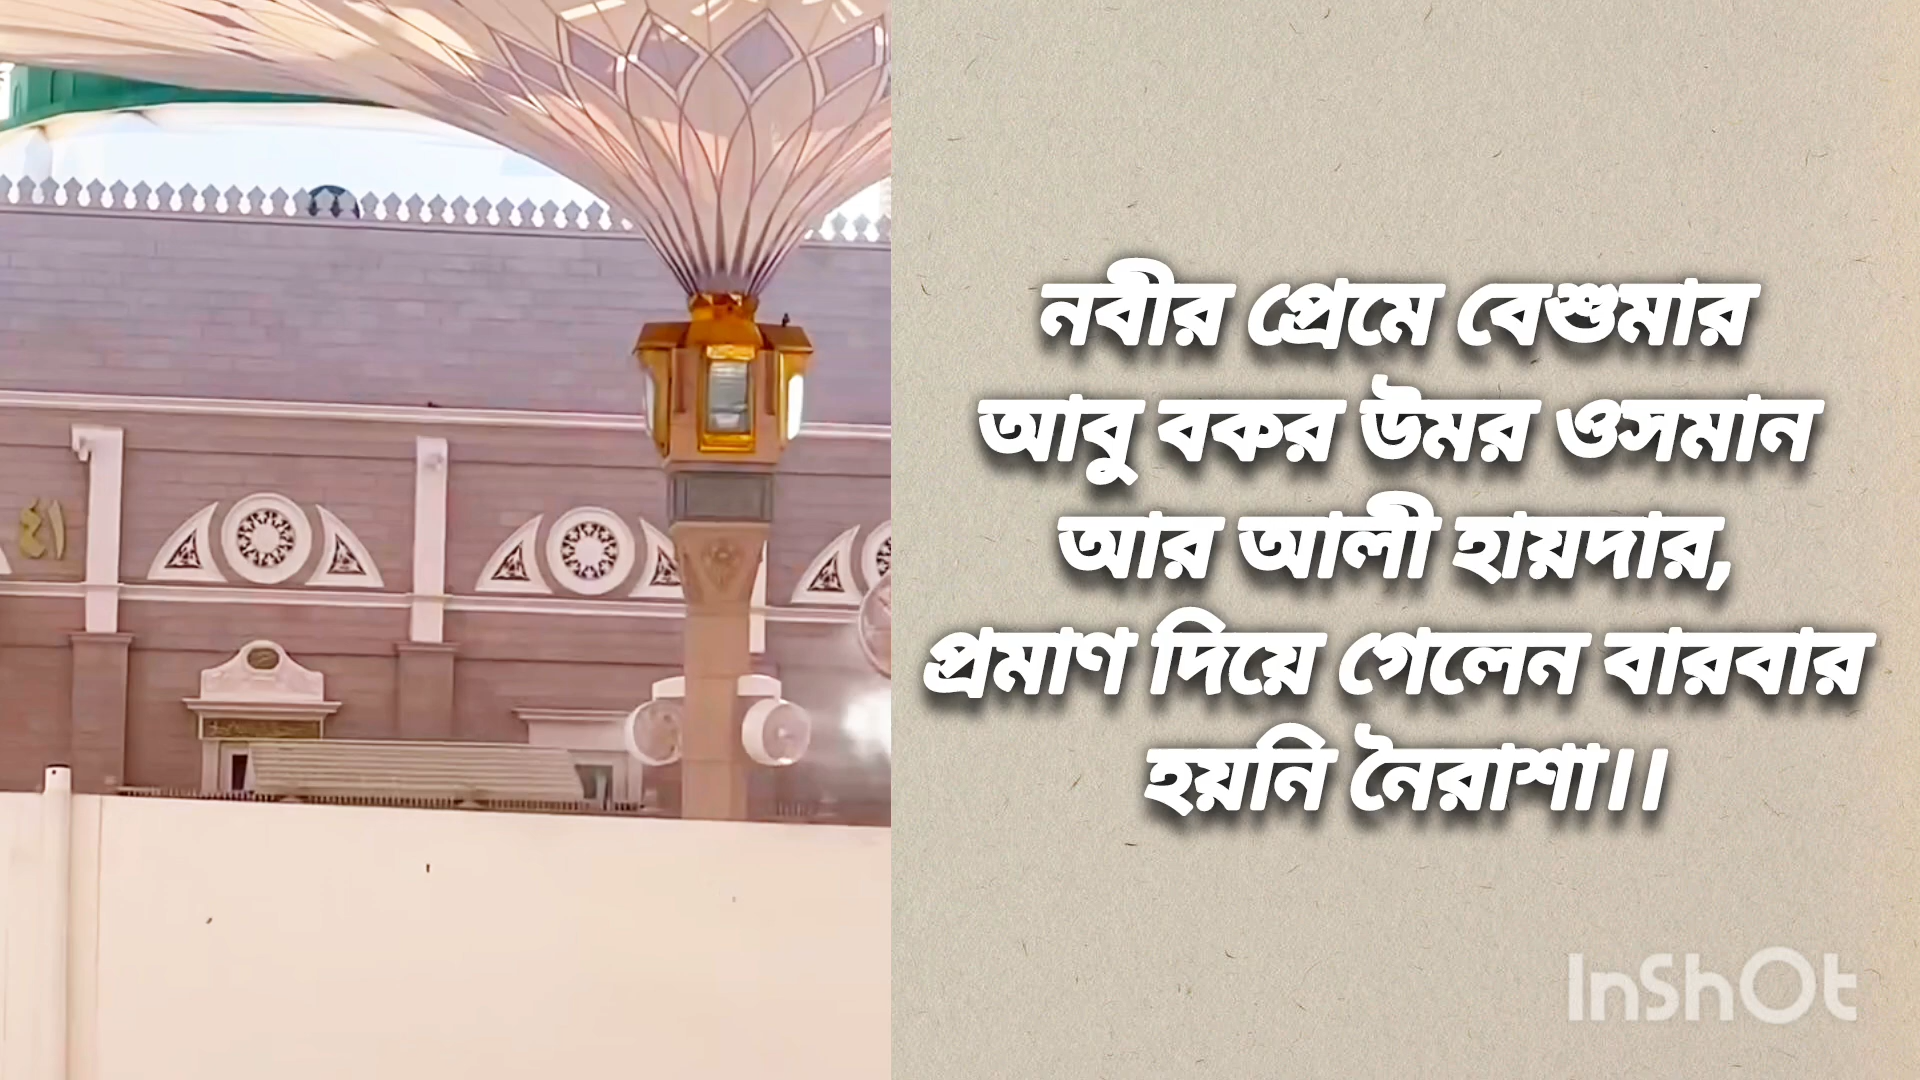 নবীর প্রেমে বেশুমার
আবু বকর উমর ওসমান
আর আলী হায়দার,
প্রমাণ দিয়ে গেলেন বারবার
হয়নি নৈরাশা।।
InShOt